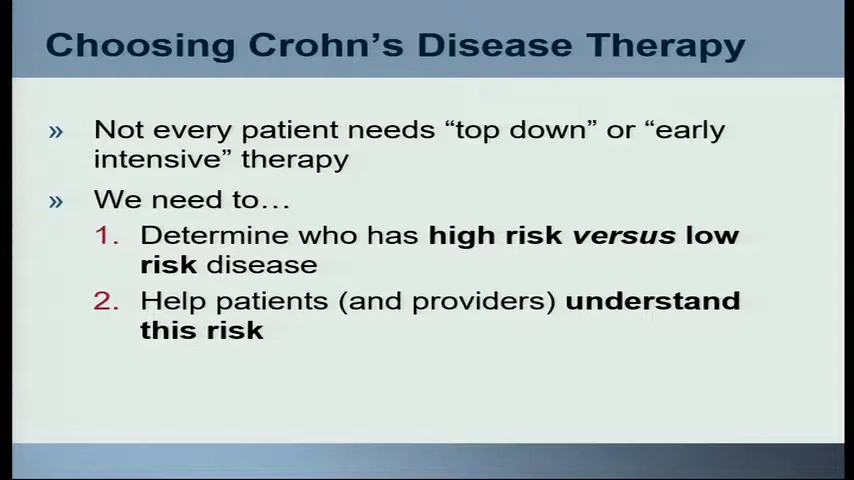 Choosing Crohn’s Disease Therapy
» Not every patient needs “top down” or “early
intensive” therapy
» We need to…
1. Determine who has high risk versus low
risk disease
2. Help patients (and providers) understand
this risk